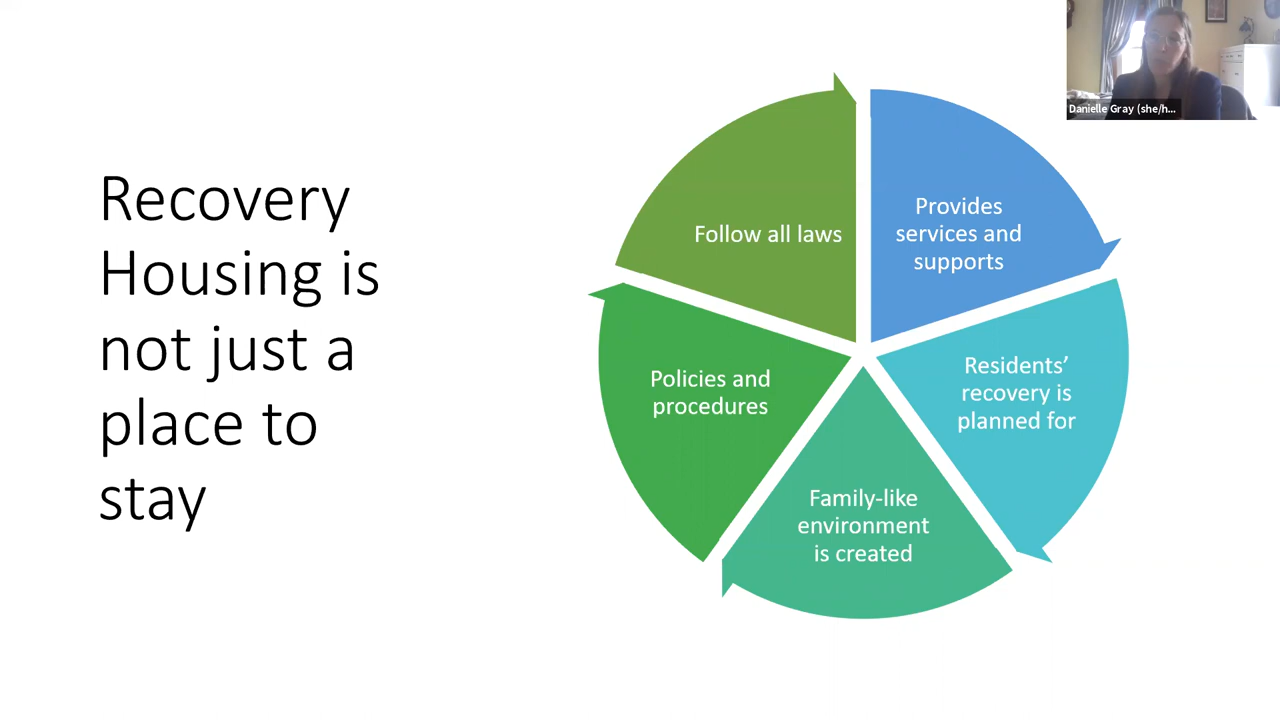 Recovery
Housing is
not just a
place to
stay
Follow all laws
Provides
services and
supports
Residents’
recovery is
planned for
Family-like
environment
is created
Policies and
procedures
Danielle Gray (she/h...